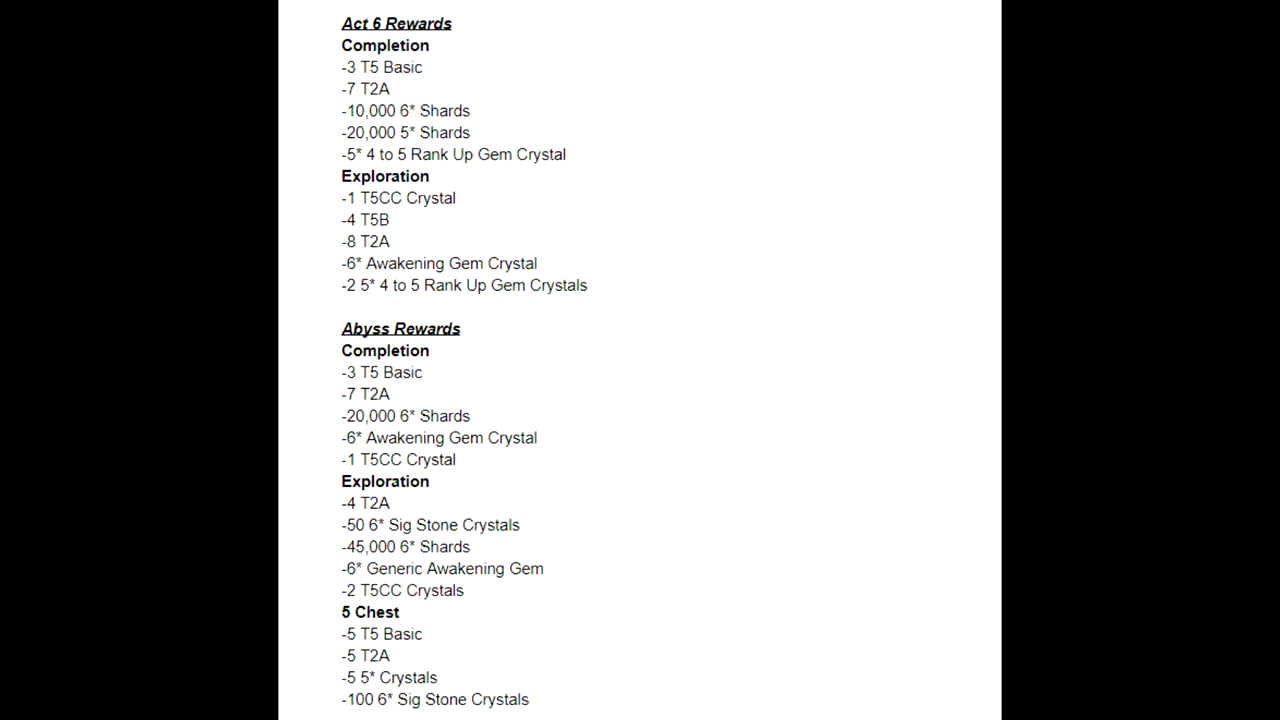 Act 6 Rewards
Completion
-3 T5 Basic
-7 T2A
-10,000 6* Shards
-20,000 5* Shards
-5* 4 to 5 Rank Up Gem Crystal
Exploration
-1 T5CC Crystal
-4 T5B
-8 T2A
-6* Awakening Gem Crystal
-2 5* 4 to 5 Rank Up Gem Crystals
Abyss Rewards
Completion
-3 T5 Basic
-7 T2A
-20,000 6* Shards
-6* Awakening Gem Crystal
-1 T5CC Crystal
Exploration
-4 T2A
-50 6* Sig Stone Crystals
-45,000 6* Shards
-6* Generic Awakening Gem
-2 T5CC Crystals
5 Chest
-5 T5 Basic
-5 T2A
-5 5* Crystals
-100 6* Sig Stone Crystals